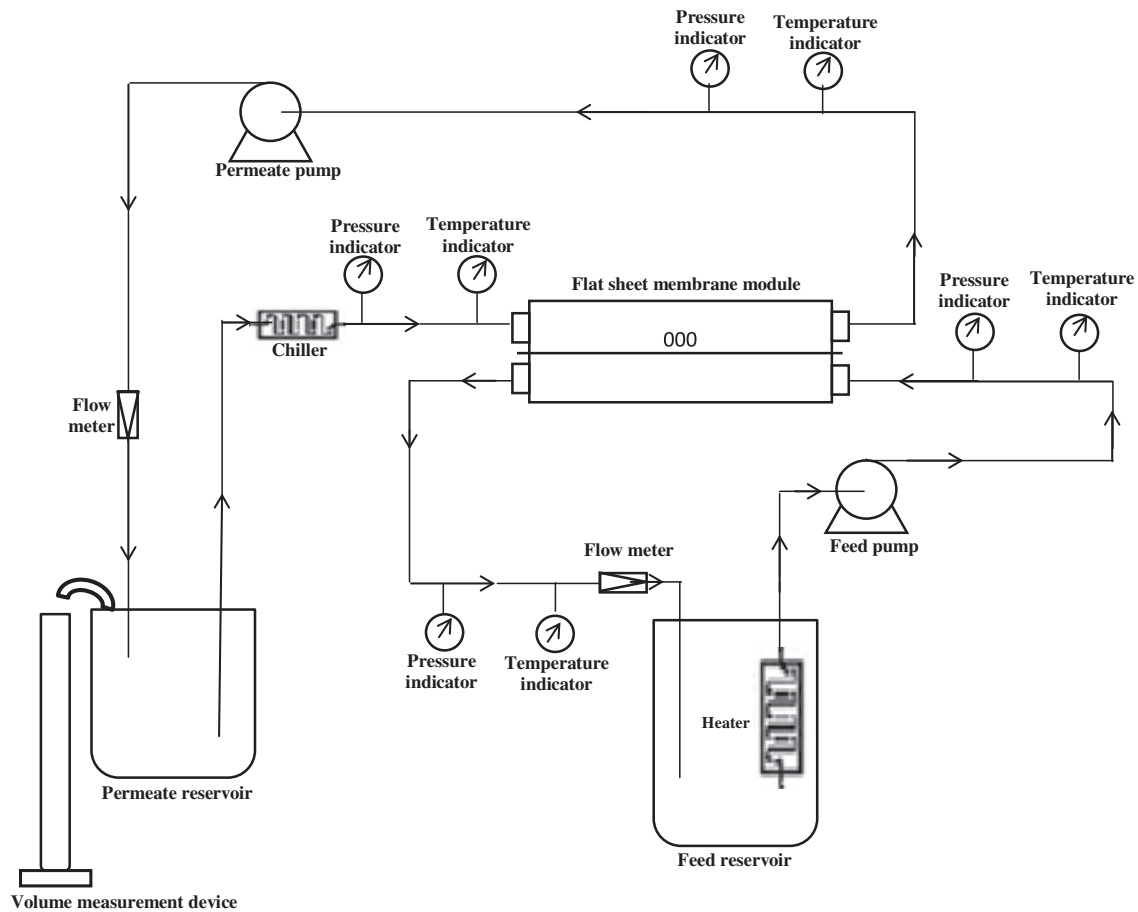 Pressure
indicator
Temperature
indicator
Permeate pump
Pressure
indicator
Temperature
indicator
Flat sheet membrane module
Pressure
indicator
Temperature
indicator
000
Chiller
Flow
meter
Flow meter
Feed pump
Pressure
indicator
Temperature
indicator
Heater
Permeate reservoir
Feed reservoir
Volume measurement device